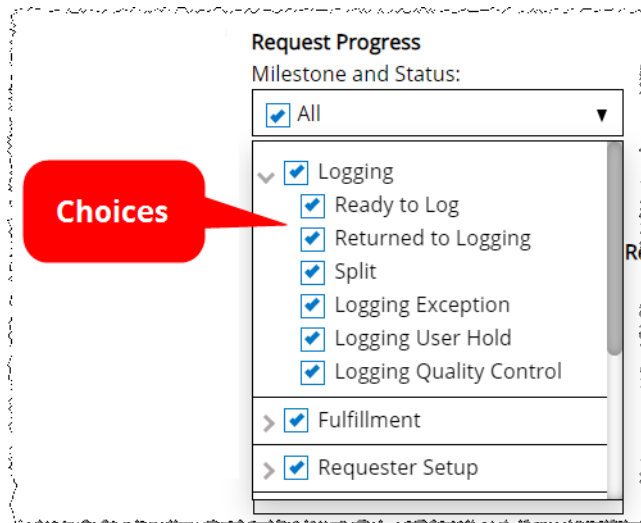 Request Progress
Milestone and Status:
All
Logging
Choices
Ready to Log
Returned to Logging
Split
Logging Exception
Logging User Hold
Logging Quality Control
Fulfillment
Requester Setup